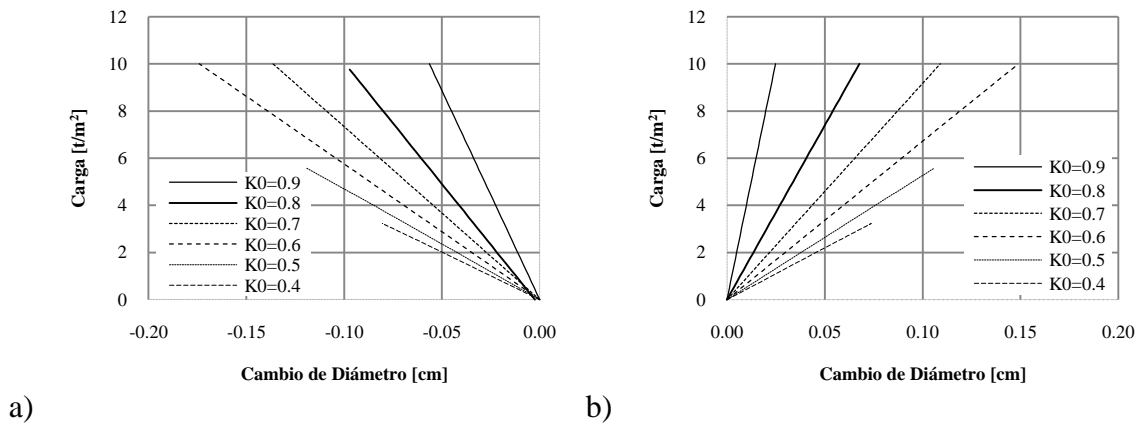 12
10
8
6
4
2
0
Carga [t/m²]
K0=0.9
K0=0.8
K0=0.7
K0=0.6
K0=0.5
K0=0.4
-0.20 -0.15 -0.10 -0.05 0.00
Cambio de Diámetro [cm]
a)
12
10
8
6
4
2
0
Carga [t/m²]
K0=0.9
K0=0.8
K0=0.7
K0=0.6
K0=0.5
K0=0.4
0.00 0.05 0.10 0.15 0.20
Cambio de Diámetro [cm]
b)